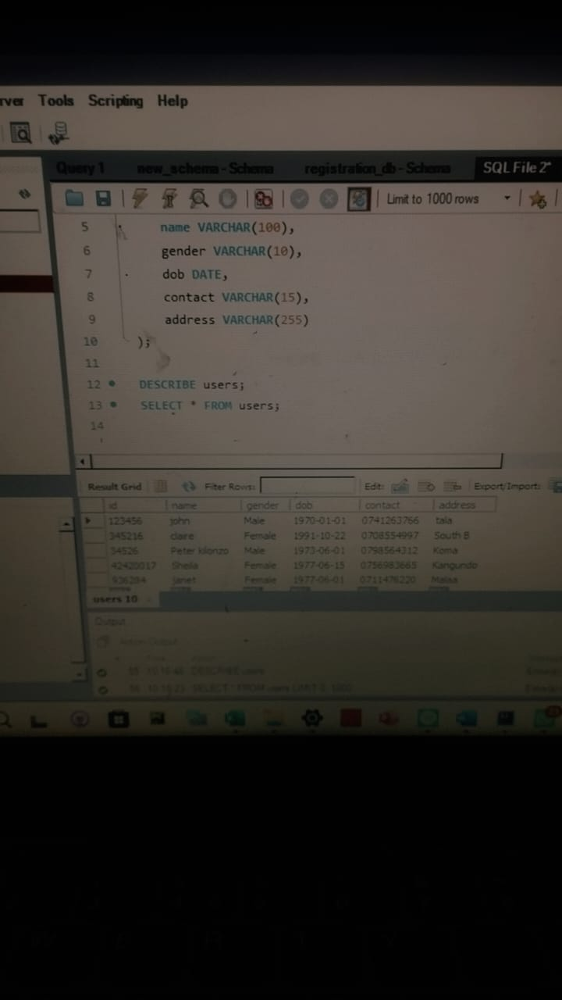 rver Tools Scripting Help
Query 1 new_schema - Schema registration_db - Schema SQL File 2*
Limit to 1000 rows
5 name VARCHAR(100),
6 gender VARCHAR(10),
7 dob DATE,
8 contact VARCHAR(15),
9 address VARCHAR(255)
10 );
11
12 DESCRIBE users;
13 SELECT * FROM users;
14
Result Grid Filter Rows: Edit: Export/Import:
id name gender dob contact address
123456 john Male 1970-01-01 0741263766 tala
345216 claire Female 1991-10-22 0708554997 South B
34526 Peter kilonzo Male 1973-06-01 0798564312 Koma
42420017 Sheila Female 1977-06-15 0756983665 Kangundo
936284 janet Female 1977-06-01 0711476220 Malaa
users 10
Output
Action Output
55 DESCRIBE users
56 SELECT * FROM users LIMIT 0, 1000